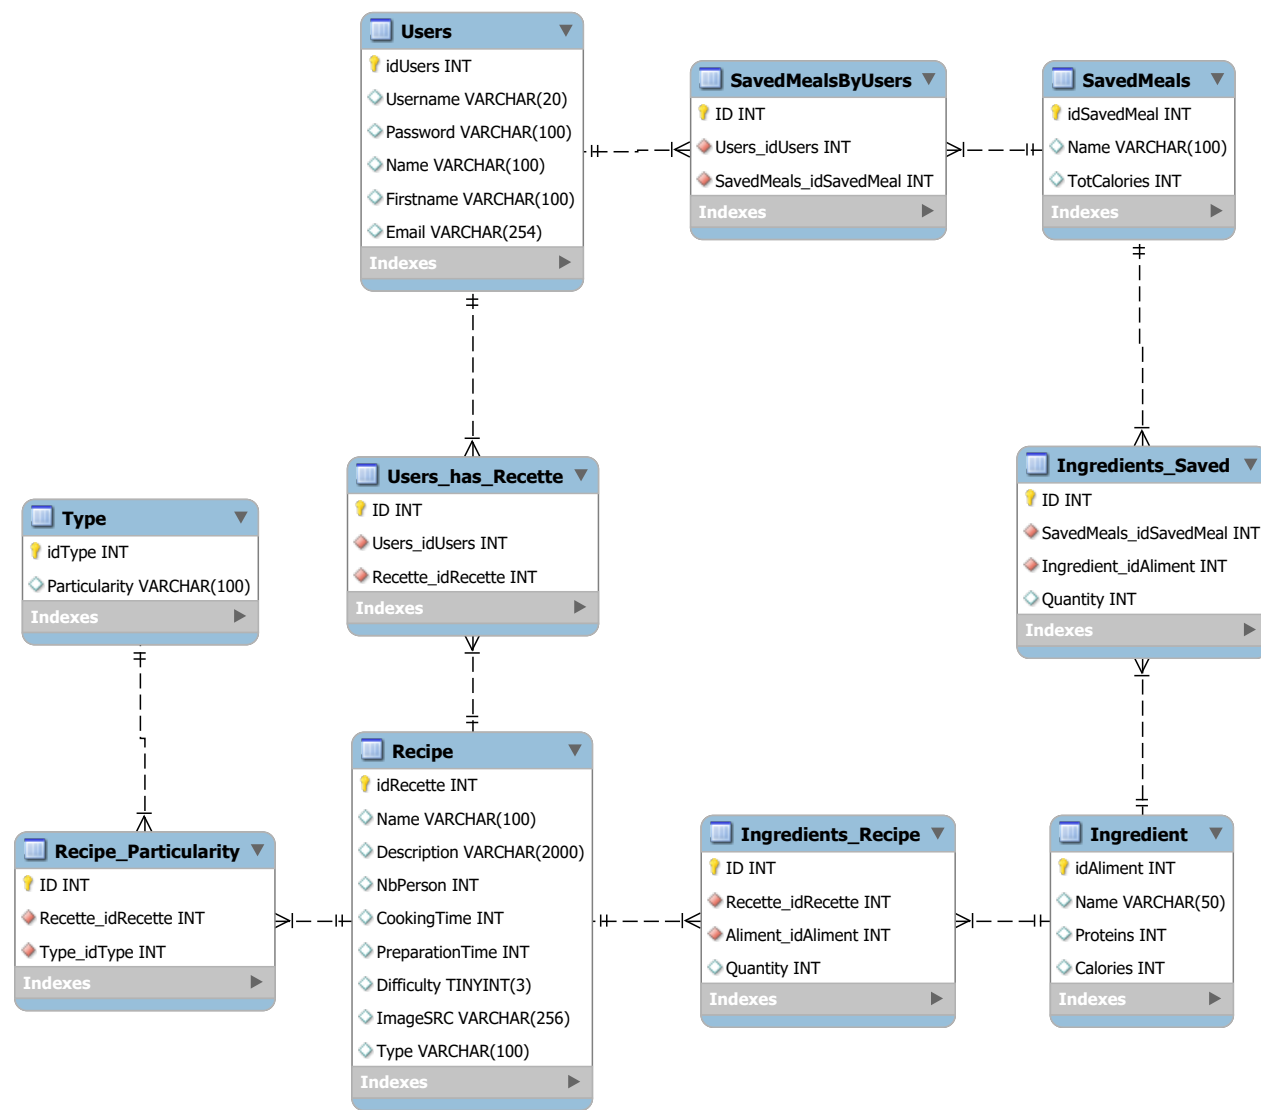 Users
idUsers INT
Username VARCHAR(20)
Password VARCHAR(100)
Name VARCHAR(100)
Firstname VARCHAR(100)
Email VARCHAR(254)
Indexes
SavedMealsByUsers
ID INT
Users_idUsers INT
SavedMeals_idSavedMeal INT
Indexes
SavedMeals
idSavedMeal INT
Name VARCHAR(100)
TotCalories INT
Indexes
Users_has_Recette
ID INT
Users_idUsers INT
Recette_idRecette INT
Indexes
Ingredients_Saved
ID INT
SavedMeals_idSavedMeal INT
Ingredient_idAliment INT
Quantity INT
Indexes
Type
idType INT
Particularity VARCHAR(100)
Indexes
Recipe
idRecette INT
Name VARCHAR(100)
Description VARCHAR(2000)
NbPerson INT
CookingTime INT
PreparationTime INT
Difficulty TINYINT(3)
ImageSRC VARCHAR(256)
Type VARCHAR(100)
Indexes
Recipe_Particularity
ID INT
Recette_idRecette INT
Type_idType INT
Indexes
Ingredients_Recipe
ID INT
Recette_idRecette INT
Aliment_idAliment INT
Quantity INT
Indexes
Ingredient
idAliment INT
Name VARCHAR(50)
Proteins INT
Calories INT
Indexes